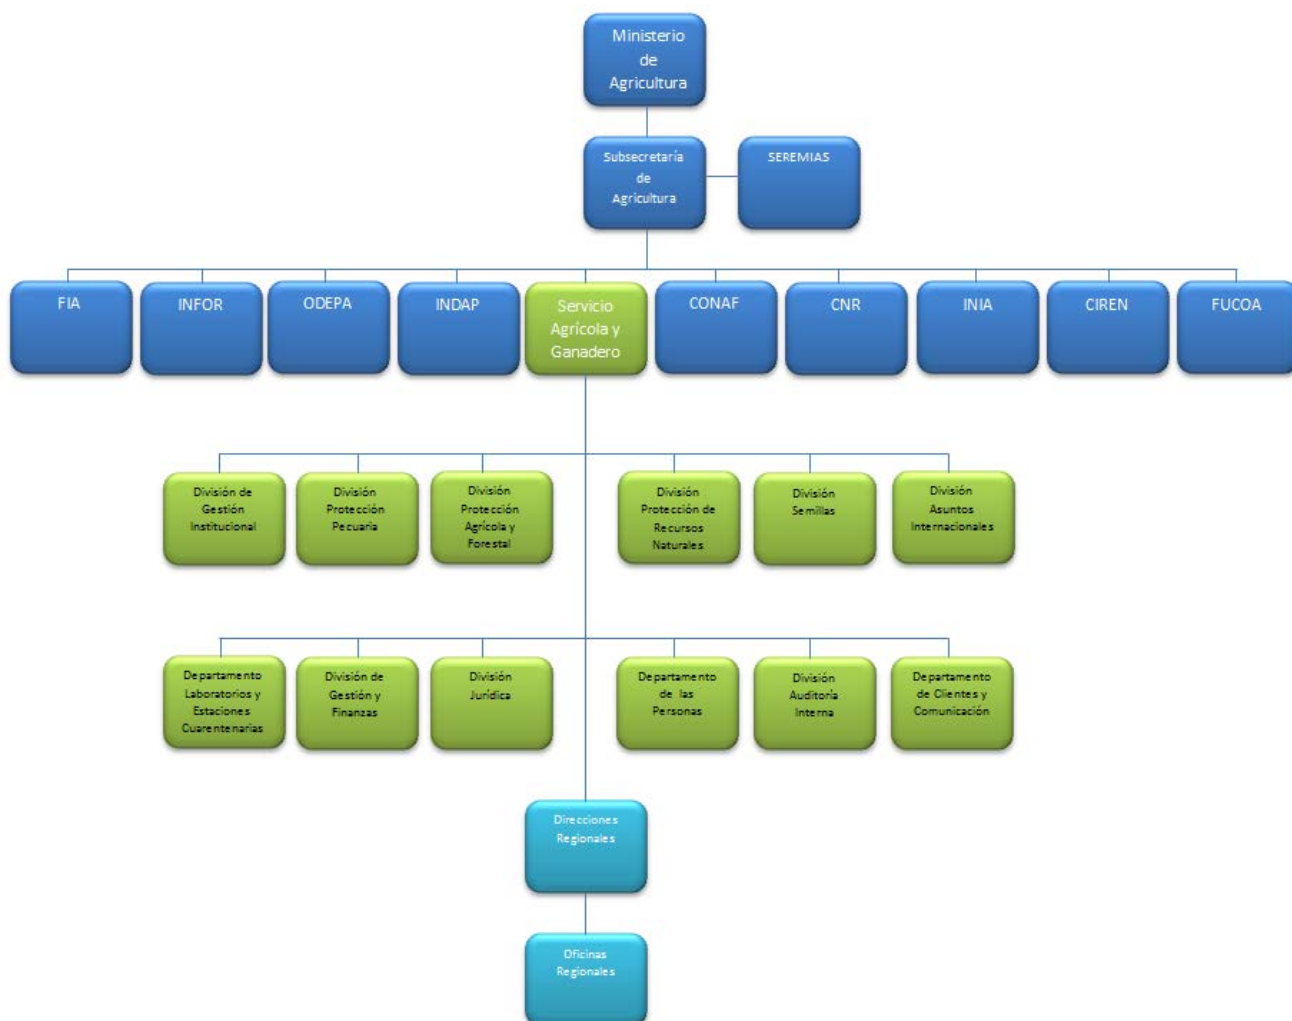 Ministerio
de
Agricultura
Subsecretaría
de
Agricultura
SEREMIAS
FIA
INFOR
ODEPA
INDAP
Servicio
Agrícola y
Ganadero
CONAF
CNR
INIA
CIREN
FUCOA
División de
Gestión
Institucional
División
Protección
Pecuaria
División
Protección
Agrícola y
Forestal
División
Protección de
Recursos
Naturales
División
Semillas
División
Asuntos
Internacionales
Departamento
Laboratorios y
Estaciones
Cuarentenarias
División de
Gestión y
Finanzas
División
Jurídica
Departamento
de las
Personas
División
Auditoría
Interna
Departamento
de Clientes y
Comunicación
Direcciones
Regionales
Oficinas
Regionales